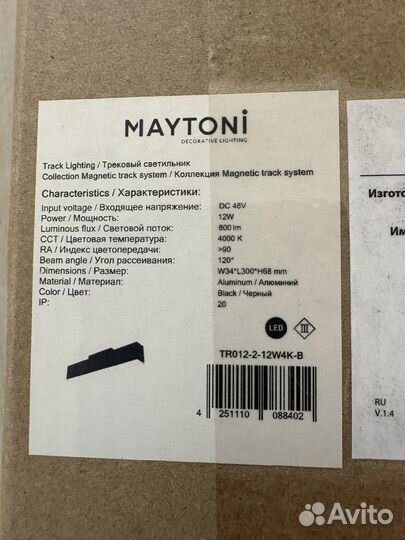 MAYTONi
DECORATIVE LIGHTING
Track Lighting / Трековый светильник
Collection Magnetic track system / Коллекция Magnetic track system
Characteristics / Характеристики:
Input voltage / Входящее напряжение: DC 48V
Power / Мощность: 12W
Luminous flux / Световой поток: 800 lm
CCT / Цветовая температура: 4000 K
RA / Индекс цветопередачи: >90
Beam angle / Угол рассеивания: 120°
Dimensions / Размер: W34*L300*H68 mm
Material / Материал: Aluminum / Алюминий
Color / Цвет: Black / Черный
IP: 20
LED III
TR012-2-12W4K-B
4 251110 088402
Изгото
Им
RU
V.1.4
Avito